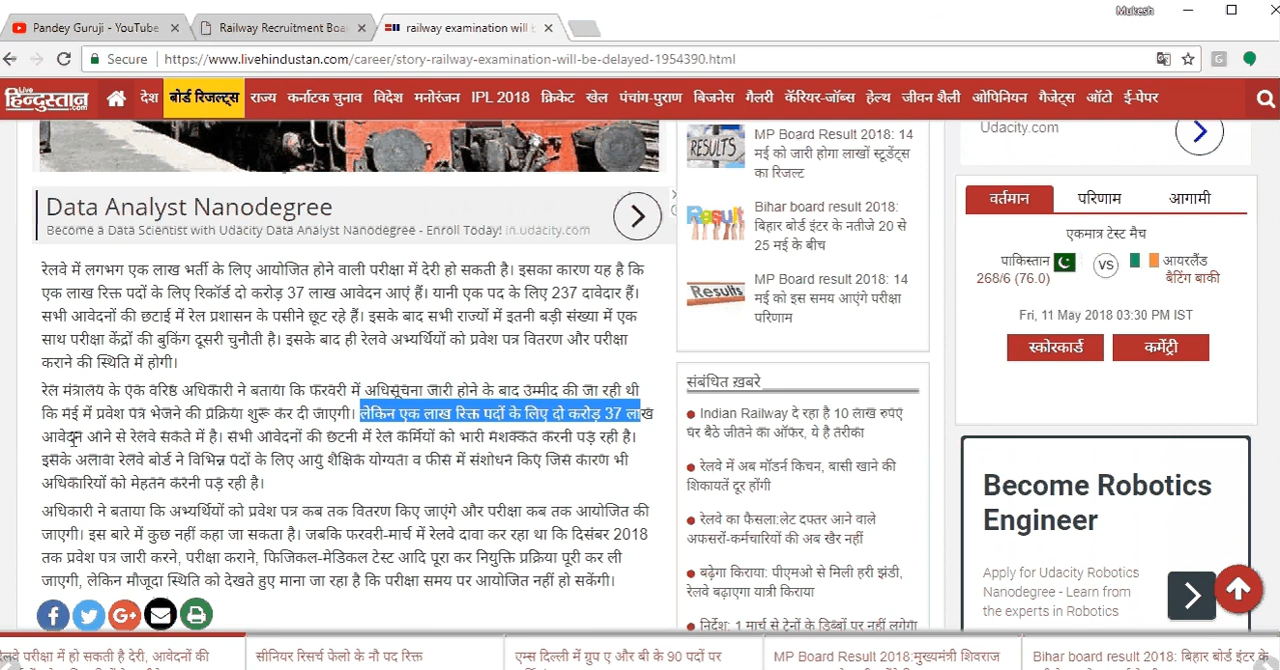 Mukesh
Pandey Guruji - YouTube
Railway Recruitment Boa
railway examination will b
Secure
https://www.livehindustan.com/career/story-railway-examination-will-be-delayed-1954390.html
Live
हिन्दुस्तान
.com
देश
बोर्ड रिजल्ट्स
राज्य
कर्नाटक चुनाव
विदेश
मनोरंजन
IPL 2018
क्रिकेट
खेल
पंचांग-पुराण
बिजनेस
गैलरी
कॅरियर-जॉब्स
हेल्थ
जीवन शैली
ओपिनियन
गैजेट्स
ऑटो
ई-पेपर
Data Analyst Nanodegree
Become a Data Scientist with Udacity Data Analyst Nanodegree - Enroll Today! in.udacity.com
रेलवे में लगभग एक लाख भर्ती के लिए आयोजित होने वाली परीक्षा में देरी हो सकती है। इसका कारण यह है कि
एक लाख रिक्त पदों के लिए रिकॉर्ड दो करोड़ 37 लाख आवेदन आएं हैं। यानी एक पद के लिए 237 दावेदार हैं।
सभी आवेदनों की छटाई में रेल प्रशासन के पसीने छूट रहे हैं। इसके बाद सभी राज्यों में इतनी बड़ी संख्या में एक
साथ परीक्षा केंद्रों की बुकिंग दूसरी चुनौती है। इसके बाद ही रेलवे अभ्यर्थियों को प्रवेश पत्र वितरण और परीक्षा
कराने की स्थिति में होगी।
रेल मंत्रालय के एक वरिष्ठ अधिकारी ने बताया कि फरवरी में अधिसूचना जारी होने के बाद उम्मीद की जा रही थी
कि मई में प्रवेश पत्र भेजने की प्रक्रिया शुरू कर दी जाएगी। लेकिन एक लाख रिक्त पदों के लिए दो करोड़ 37 लाख
आवेदन आने से रेलवे सकते में है। सभी आवेदनों की छटनी में रेल कर्मियों को भारी मशक्कत करनी पड़ रही है।
इसके अलावा रेलवे बोर्ड ने विभिन्न पदों के लिए आयु शैक्षिक योग्यता व फीस में संशोधन किए जिस कारण भी
अधिकारियों को मेहतन करनी पड़ रही है।
अधिकारी ने बताया कि अभ्यर्थियों को प्रवेश पत्र कब तक वितरण किए जाएंगे और परीक्षा कब तक आयोजित की
जाएगी। इस बारे में कुछ नहीं कहा जा सकता है। जबकि फरवरी-मार्च में रेलवे दावा कर रहा था कि दिसंबर 2018
तक प्रवेश पत्र जारी करने, परीक्षा कराने, फिजिकल-मेडिकल टेस्ट आदि पूरा कर नियुक्ति प्रक्रिया पूरी कर ली
जाएगी, लेकिन मौजूदा स्थिति को देखते हुए माना जा रहा है कि परीक्षा समय पर आयोजित नहीं हो सकेंगी।
MP Board Result 2018: 14
मई को जारी होगा लाखों स्टूडेंट्स
का रिजल्ट
Bihar board result 2018:
बिहार बोर्ड इंटर के नतीजे 20 से
25 मई के बीच
MP Board result 2018: 14
मई को इस समय आएंगे परीक्षा
परिणाम
RESULTS
Result
Results
संबंधित ख़बरे
Indian Railway दे रहा है 10 लाख रुपए
घर बैठे जीतने का ऑफर, ये है तरीका
रेलवे में अब मॉडर्न किचन, बासी खाने की
शिकायतें दूर होंगी
रेलवे का फैसला:लेट दफ्तर आने वाले
अफसरों-कर्मचारियों की अब खैर नहीं
बढ़ेगा किराया: पीएमओ से मिली हरी झंडी,
रेलवे बढ़ाएगा यात्री किराया
निर्देश: 1 मार्च से ट्रेनों के डिब्बों पर नहीं लगेगा
Udacity.com
वर्तमान
परिणाम
आगामी
एकमात्र टेस्ट मैच
पाकिस्तान
268/6 (76.0)
VS
आयरलैंड
बैटिंग बाकी
Fri, 11 May 2018 03:30 PM IST
स्कोरकार्ड
कमेंट्री
Become Robotics
Engineer
Apply for Udacity Robotics
Nanodegree - Learn from
the experts in Robotics
रेलवे परीक्षा में हो सकती है देरी, आवेदनों की
सीनियर रिसर्च फेलो के नौ पद रिक्त
एम्स दिल्ली में ग्रुप ए और बी के 90 पदों पर
MP Board Result 2018:मुख्यमंत्री शिवराज
Bihar board result 2018: बिहार बोर्ड इंटर के